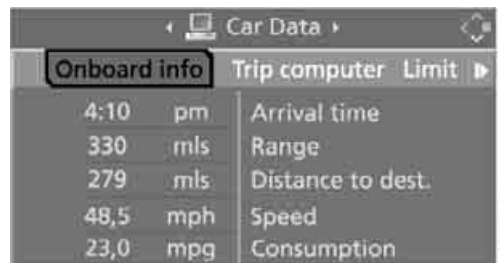 Car Data
Onboard info Trip computer Limit
4:10 pm Arrival time
330 mls Range
279 mls Distance to dest.
48,5 mph Speed
23,0 mpg Consumption